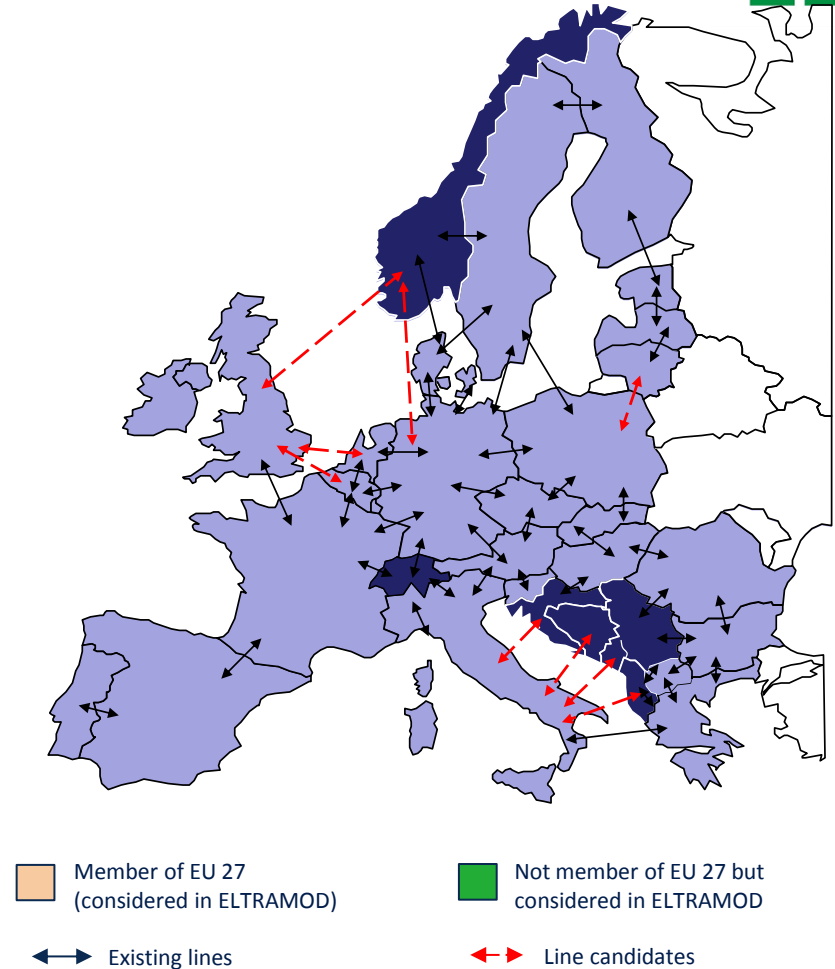 Member of EU 27
(considered in ELTRAMOD)
Not member of EU 27 but
considered in ELTRAMOD
Existing lines
Line candidates